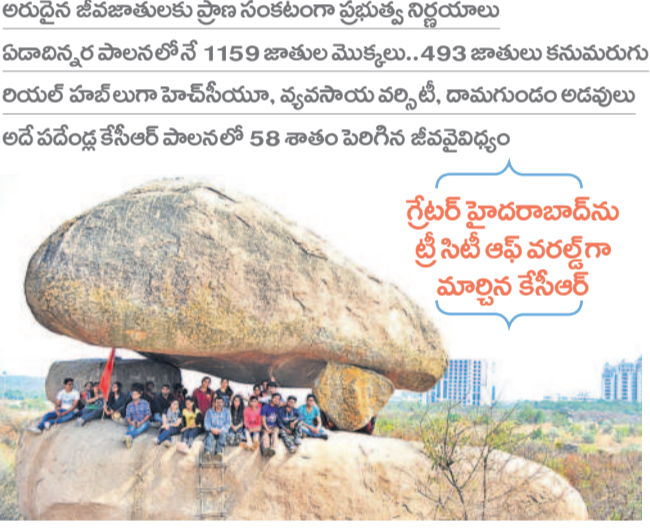 అరుదైన జీవజాతులకు ప్రాణ సంకటంగా ప్రభుత్వ నిర్ణయాలు
ఏడాదిన్నర పాలనలోనే 1159 జాతుల మొక్కలు..493 జాతులు కనుమరుగు
రియల్ హబ్‌లుగా హెచ్‌సీయూ, వ్యవసాయ వర్సిటీ, దామగుండం అడవులు
అదే పదేండ్ల కేసీఆర్ పాలనలో 58 శాతం పెరిగిన జీవవైవిధ్యం
గ్రేటర్ హైదరాబాద్‌ను
ట్రీ సిటీ ఆఫ్ వరల్డ్‌గా
మార్చిన కేసీఆర్